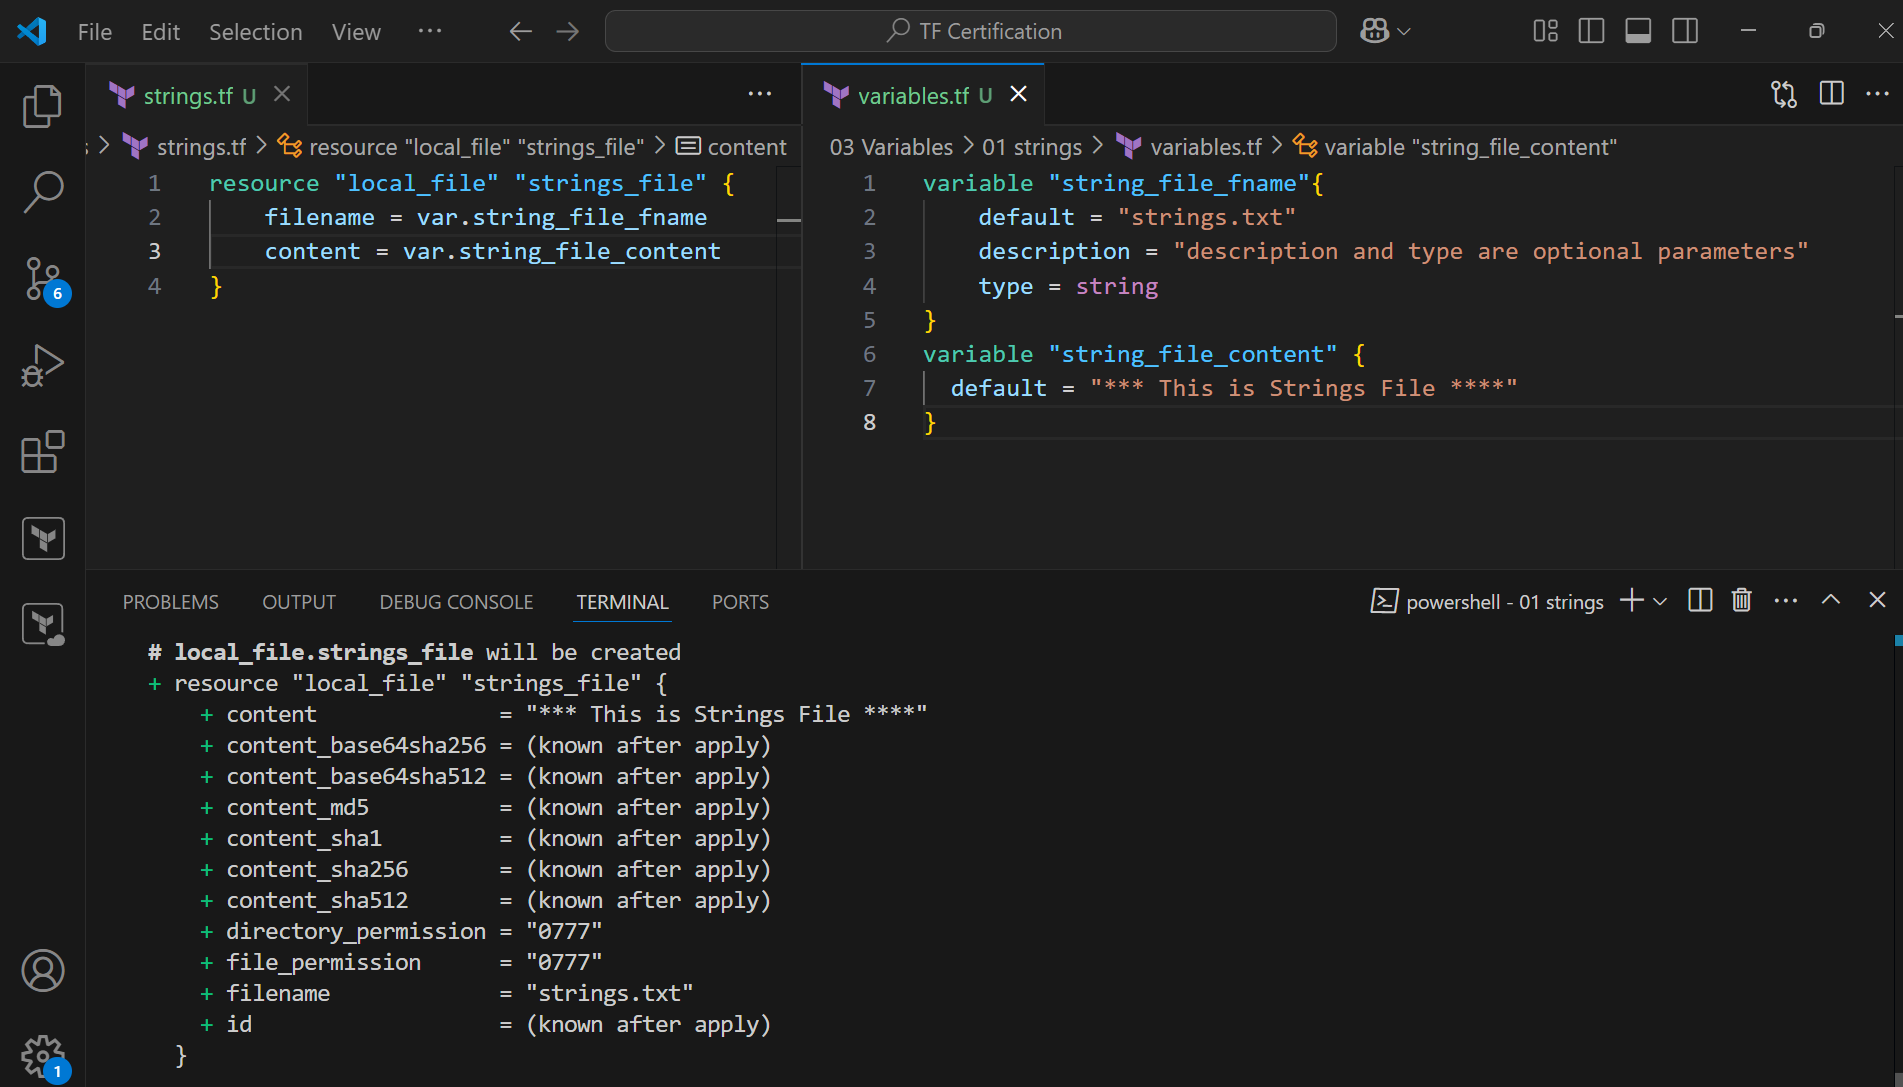 File Edit Selection View ··· TF Certification
strings.tf U
variables.tf U
s > strings.tf > resource "local_file" "strings_file" > content
1 resource "local_file" "strings_file" {
2 filename = var.string_file_fname
3 content = var.string_file_content
4 }
03 Variables > 01 strings > variables.tf > variable "string_file_content"
1 variable "string_file_fname"{
2 default = "strings.txt"
3 description = "description and type are optional parameters"
4 type = string
5 }
6 variable "string_file_content" {
7 default = "*** This is Strings File ****"
8 }
6
PROBLEMS OUTPUT DEBUG CONSOLE TERMINAL PORTS powershell - 01 strings
# local_file.strings_file will be created
+ resource "local_file" "strings_file" {
+ content = "*** This is Strings File ****"
+ content_base64sha256 = (known after apply)
+ content_base64sha512 = (known after apply)
+ content_md5 = (known after apply)
+ content_sha1 = (known after apply)
+ content_sha256 = (known after apply)
+ content_sha512 = (known after apply)
+ directory_permission = "0777"
+ file_permission = "0777"
+ filename = "strings.txt"
+ id = (known after apply)
}
1